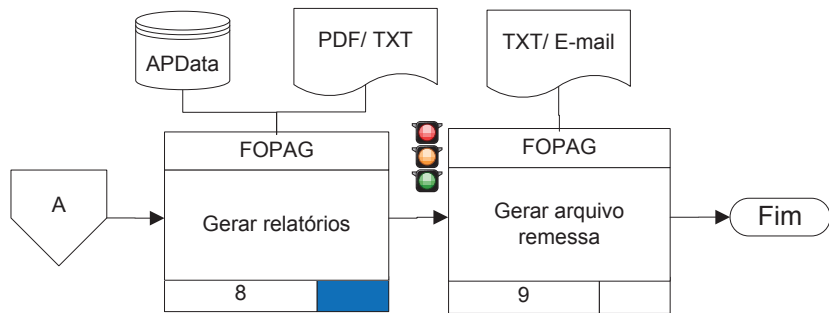 APData
PDF/ TXT
TXT/ E-mail
FOPAG
FOPAG
A
Gerar relatórios
Gerar arquivo
remessa
Fim
8
9